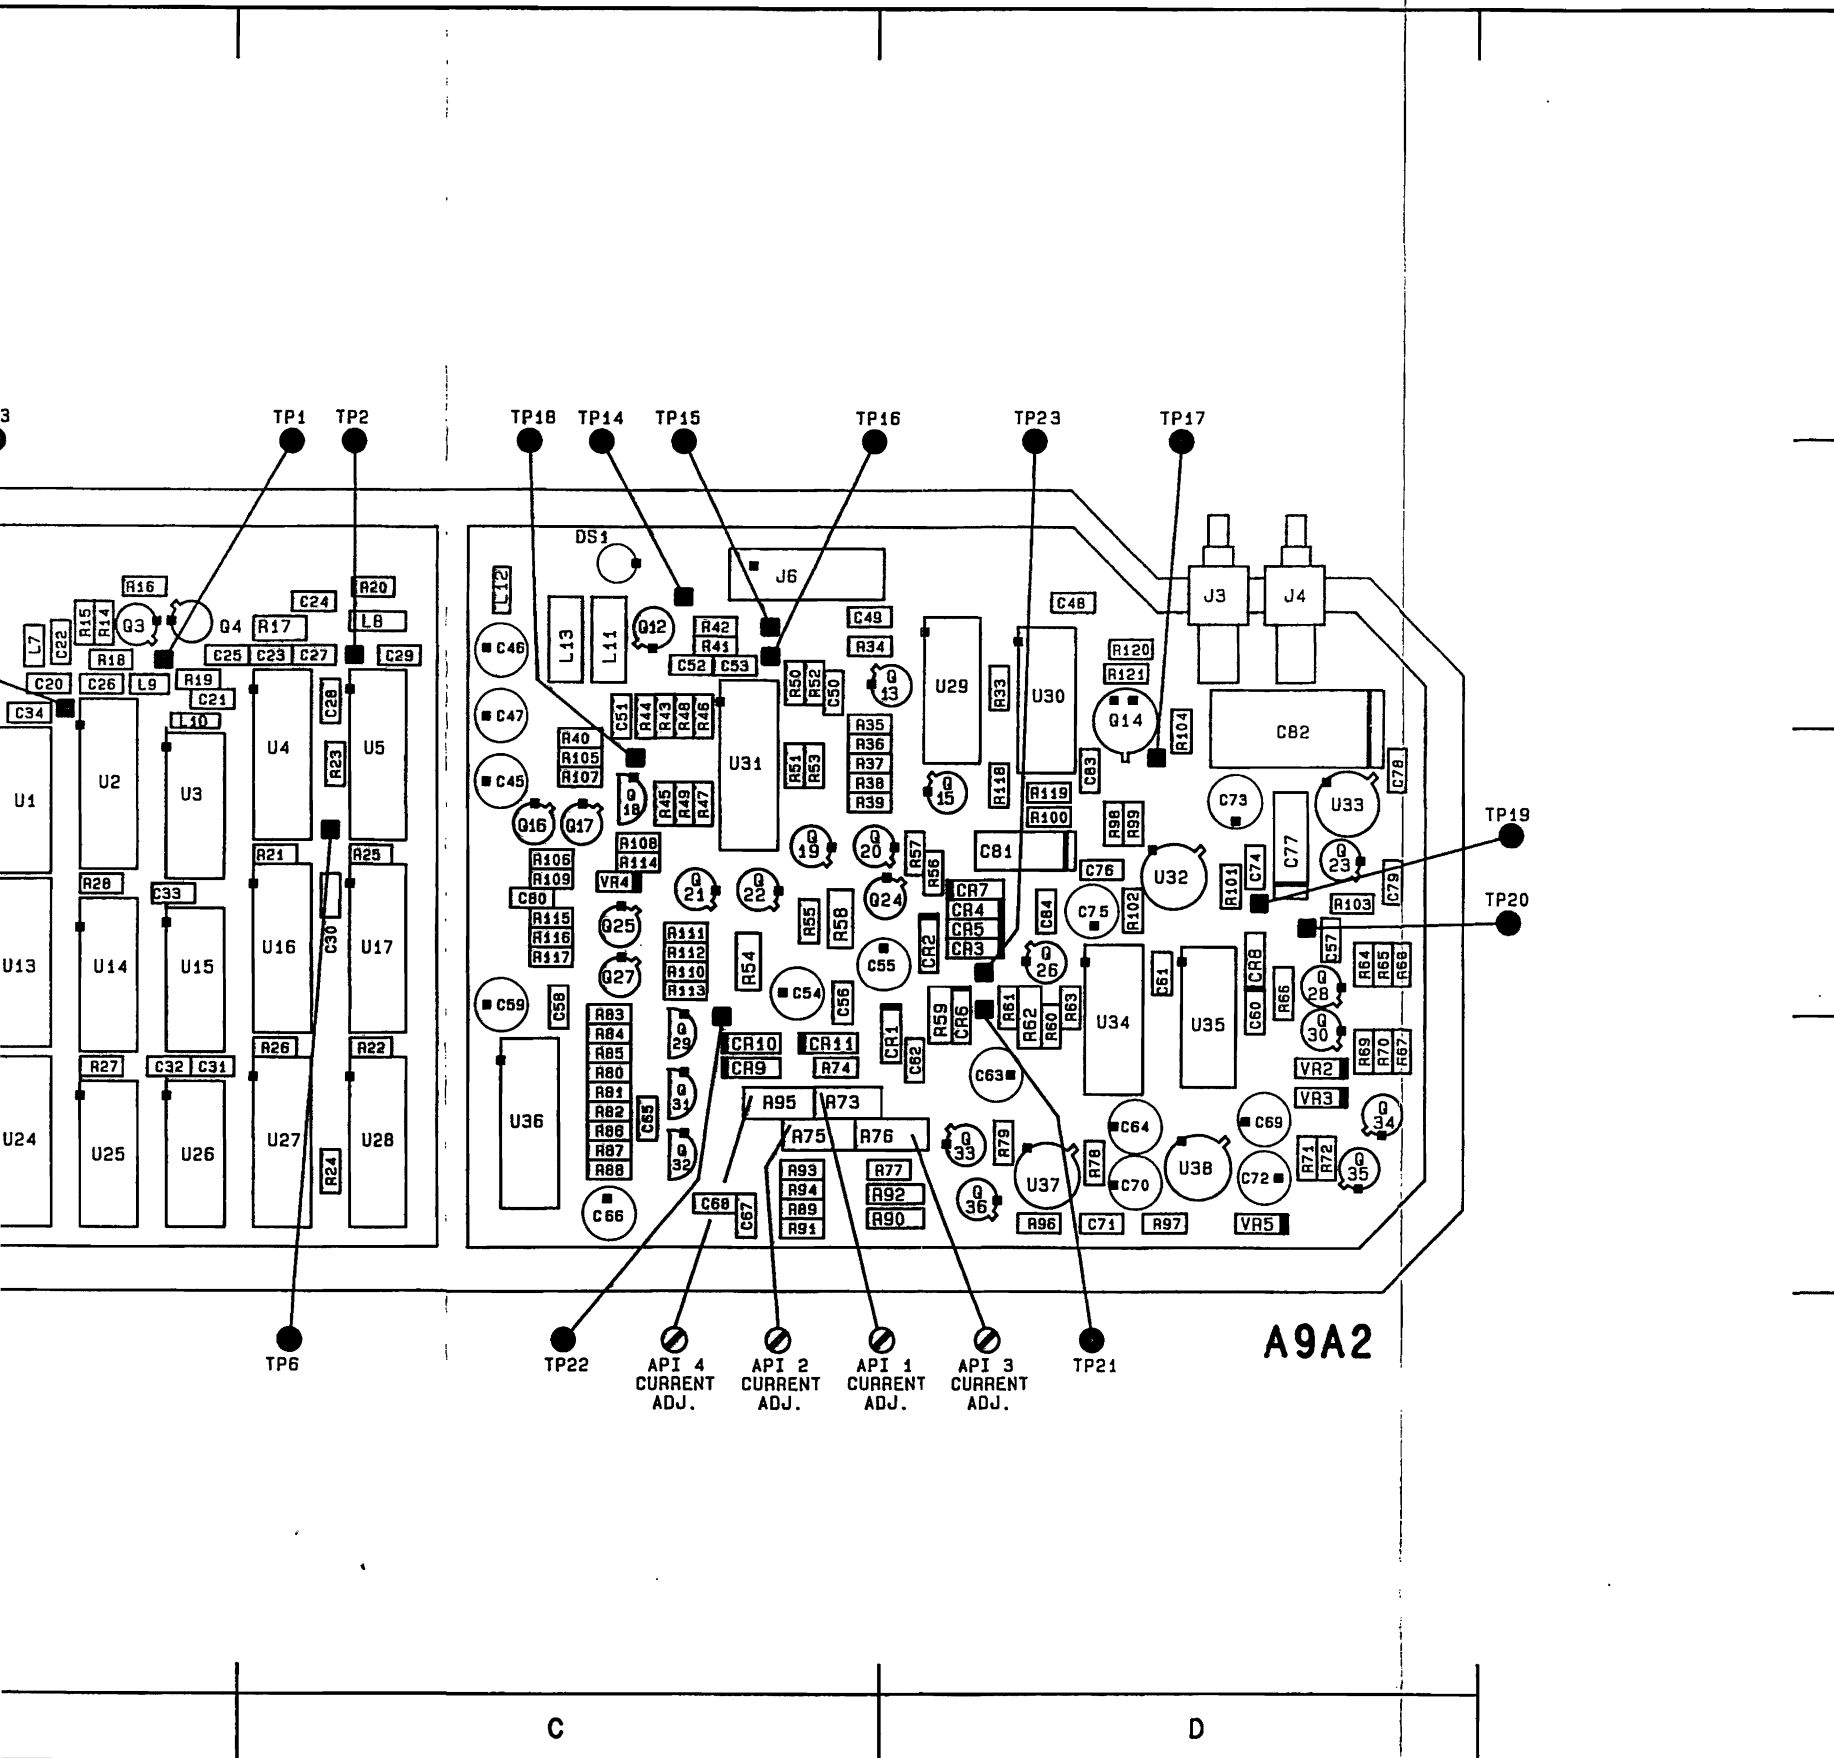 3 TP1 TP2 TP18 TP14 TP15 TP16 TP23 TP17
DS1
J6
L12
R16 R20
C24 C48 J3 J4
R15 R14 Q3 Q4 R17 L8 L13 L11 Q12 R42 C49
L7 C22 R41 R34 R120
R18 C25 C23 C27 C29 C46 C52 C53 R121
C20 C26 L9 R19 C28 R50 R52 C50 Q13 U29 R33 U30
C34 C21 C47 C51 R44 R43 R48 R46 Q14 R104
L10 R40 R35 C82
U4 R23 U5 R105 R36
U1 U2 U3 C45 R107 U31 R51 R53 R37 C83 C78
Q18 R45 R49 R47 R38 Q15 R118 R119 C73 U33
Q16 Q17 R39 R100 R98 R99 TP19
R108 Q19 Q20 R57 C81 C77
R21 R25 R106 R114 R56 C76 U32 C74 Q23
R28 C33 R109 VR4 Q21 Q22 Q24 CR7 R101 C79
C80 CR4 C84 C75 R102 R103 TP20
R115 Q25 R111 R55 R58 CR5
U13 U14 U15 U16 C30 U17 R116 R112 CR2 CR3 C57
R117 Q27 R110 R54 C55 Q26 C61 CR8 R64 R65 R68
R113 C54 C56 R66 Q28
C59 C58 R83 R59 CR6 R61 R62 R60 R63 U34 U35 C60
R84 Q29 CR10 CR11 CR1 Q30
R26 R22 R85 C62 R69 R70 R67
R27 C32 C31 R80 CR9 R74 C63 VR2
R81 Q31 R95 R73 VR3
U24 U25 U26 U27 U28 U36 R82 C65 C64 C69 Q34
R86 R75 R76 Q33 R79
R24 R87 Q32 R93 R77 U37 R78 U38 R71 R72 Q35
R88 R94 R92 C70 C72
C66 C68 C67 R89 R90 Q36
R91 R96 C71 R97 VR5
A9A2
TP6 TP22 API 4 API 2 API 1 API 3 TP21
CURRENT CURRENT CURRENT CURRENT
ADJ. ADJ. ADJ. ADJ.
C D